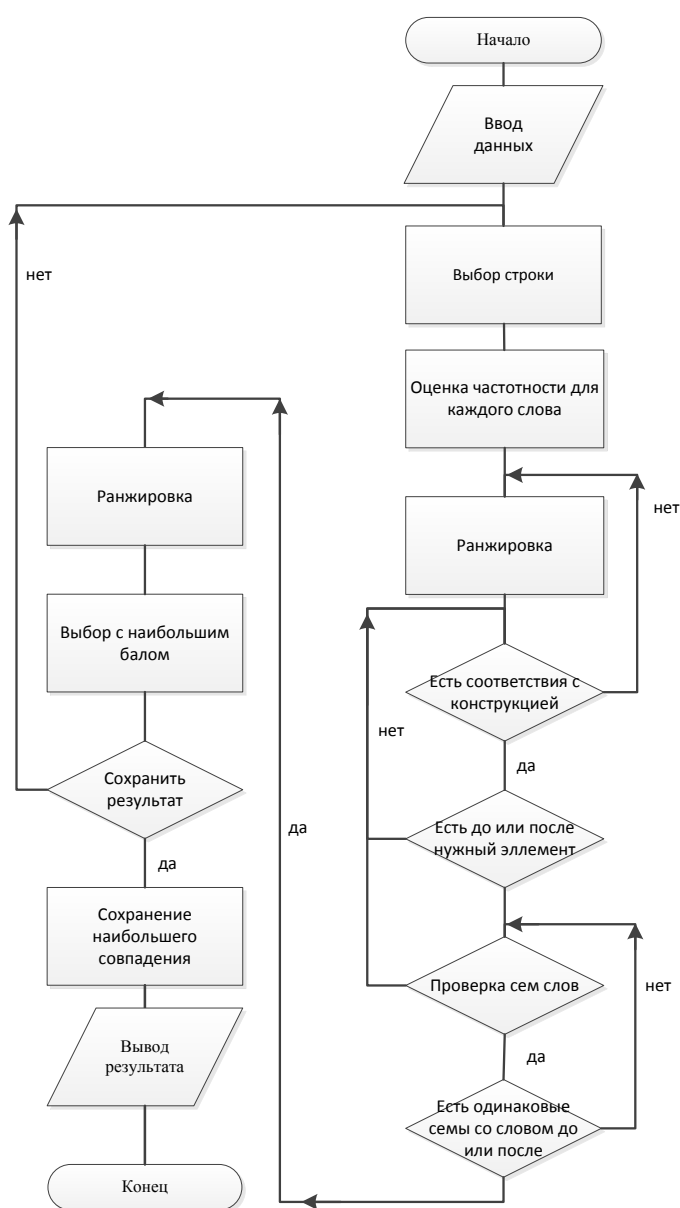 Начало
Ввод
данных
нет
Выбор строки
Оценка частотности для
каждого слова
Ранжировка
нет
Ранжировка
Выбор с наибольшим
балом
Есть соответствия с
конструкцией
нет
да
Сохранить
результат
да
Есть до или после
нужный эллемент
да
Сохранение
наибольшего
совпадения
Проверка сем слов
нет
Вывод
результата
да
Есть одинаковые
семы со словом до
или после
Конец